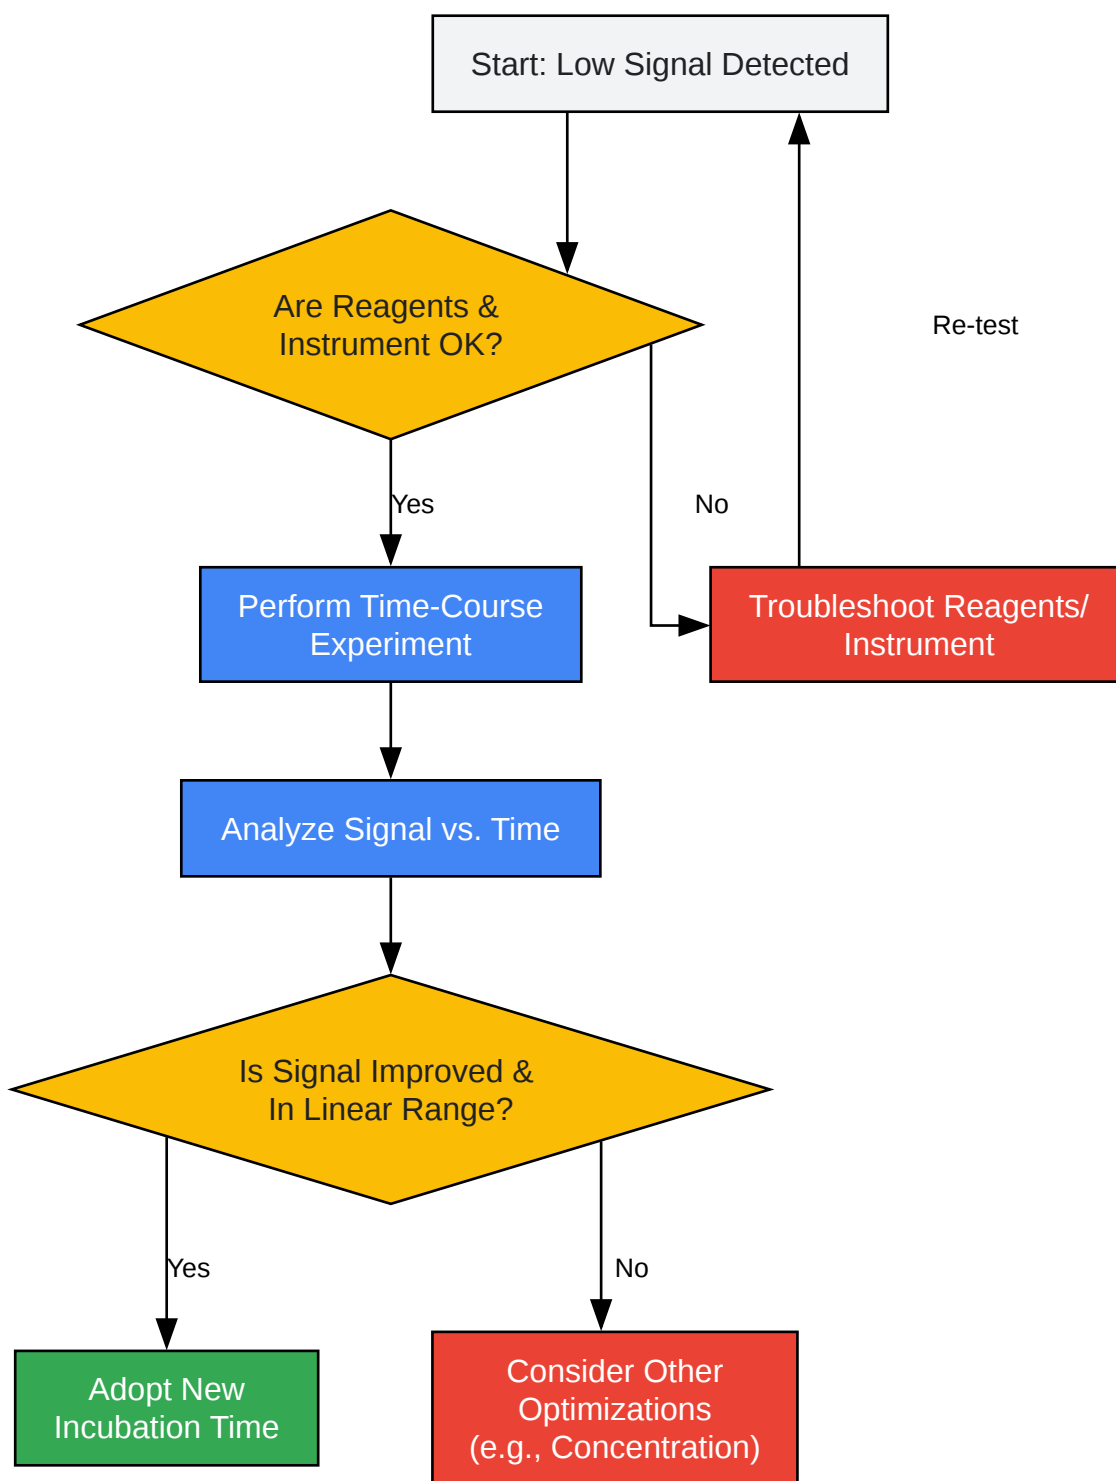 Start: Low Signal Detected
Are Reagents &
Instrument OK?
Re-test
Yes
No
Perform Time-Course
Experiment
Troubleshoot Reagents/
Instrument
Analyze Signal vs. Time
Is Signal Improved &
In Linear Range?
Yes
No
Adopt New
Incubation Time
Consider Other
Optimizations
(e.g., Concentration)